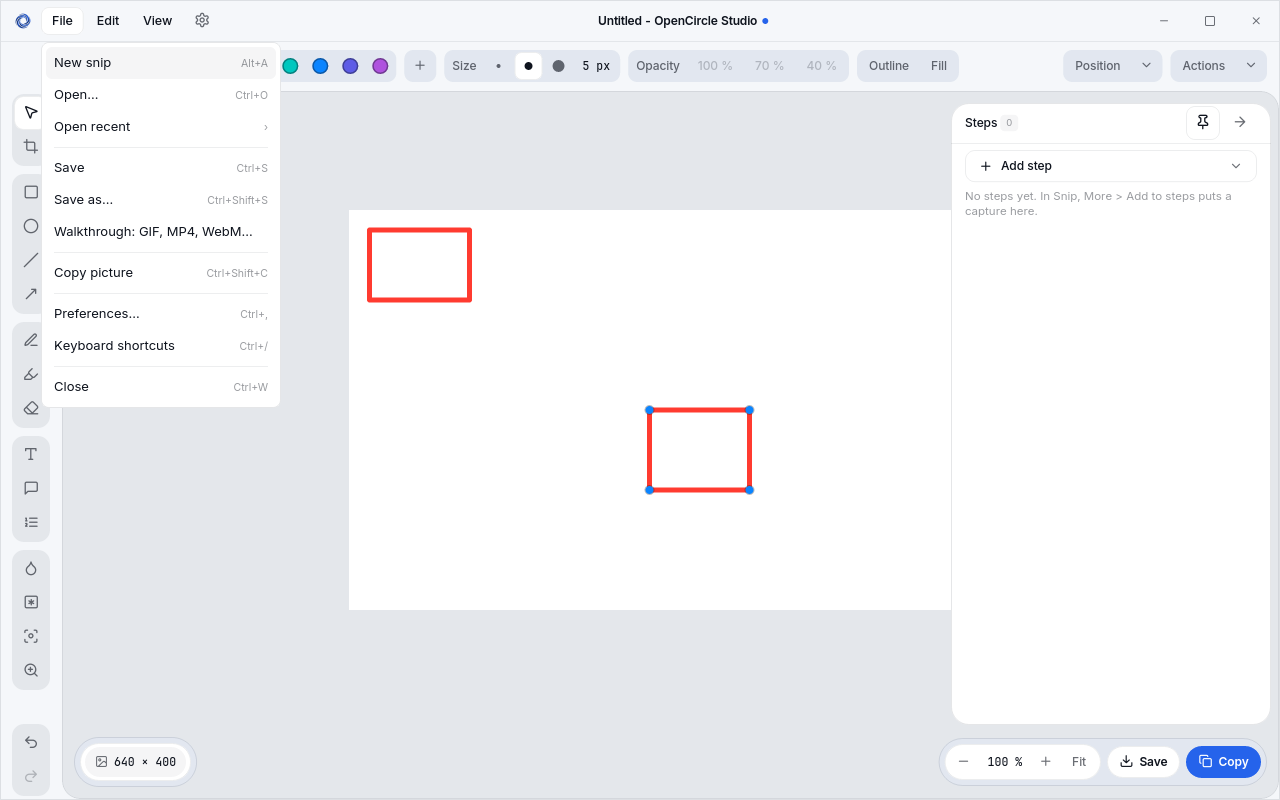 File Edit View Untitled - OpenCircle Studio
New snip Alt+A
Open... Ctrl+O
Open recent
Save Ctrl+S
Save as... Ctrl+Shift+S
Walkthrough: GIF, MP4, WebM...
Copy picture Ctrl+Shift+C
Preferences... Ctrl+,
Keyboard shortcuts Ctrl+/
Close Ctrl+W
Size 5 px Opacity 100 % 70 % 40 % Outline Fill Position Actions
Steps 0
Add step
No steps yet. In Snip, More > Add to steps puts a
capture here.
640 × 400
100 % Fit Save Copy